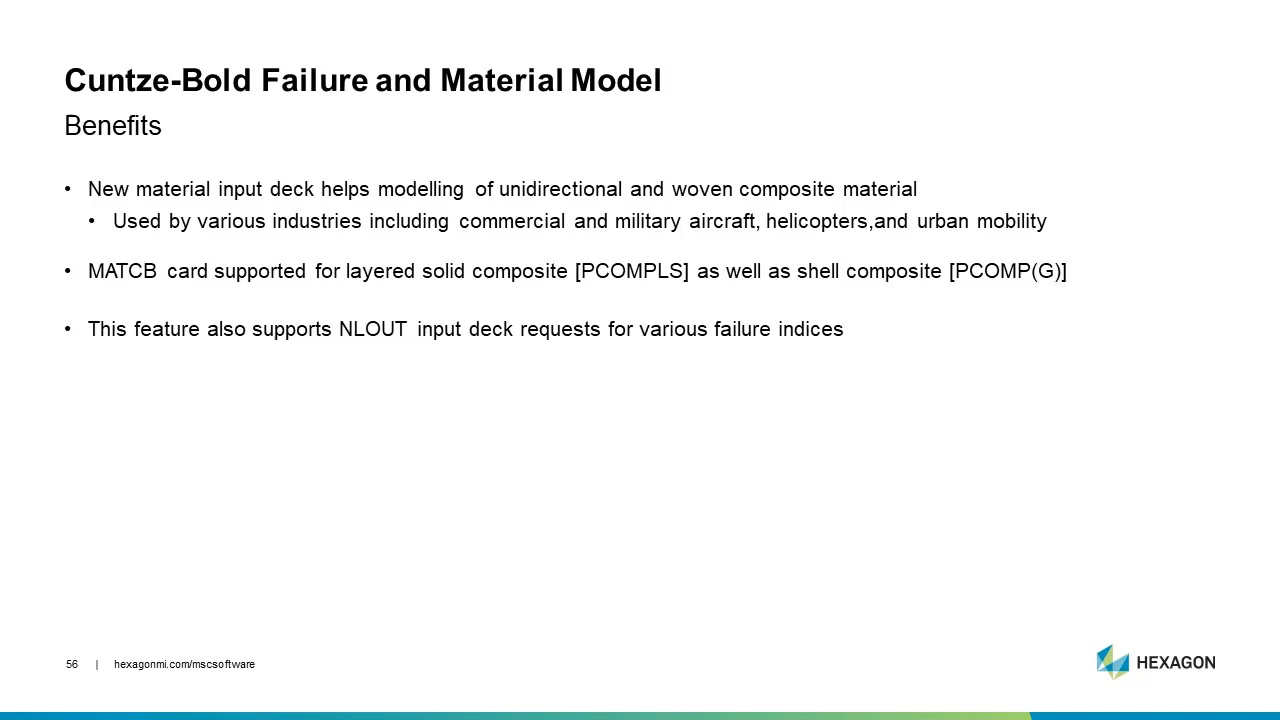 Cuntze-Bold Failure and Material Model
Benefits
• New material input deck helps modelling of unidirectional and woven composite material
• Used by various industries including commercial and military aircraft, helicopters,and urban mobility
• MATCB card supported for layered solid composite [PCOMPLS] as well as shell composite [PCOMP(G)]
• This feature also supports NLOUT input deck requests for various failure indices
56 | hexagonmi.com/mscsoftware
HEXAGON